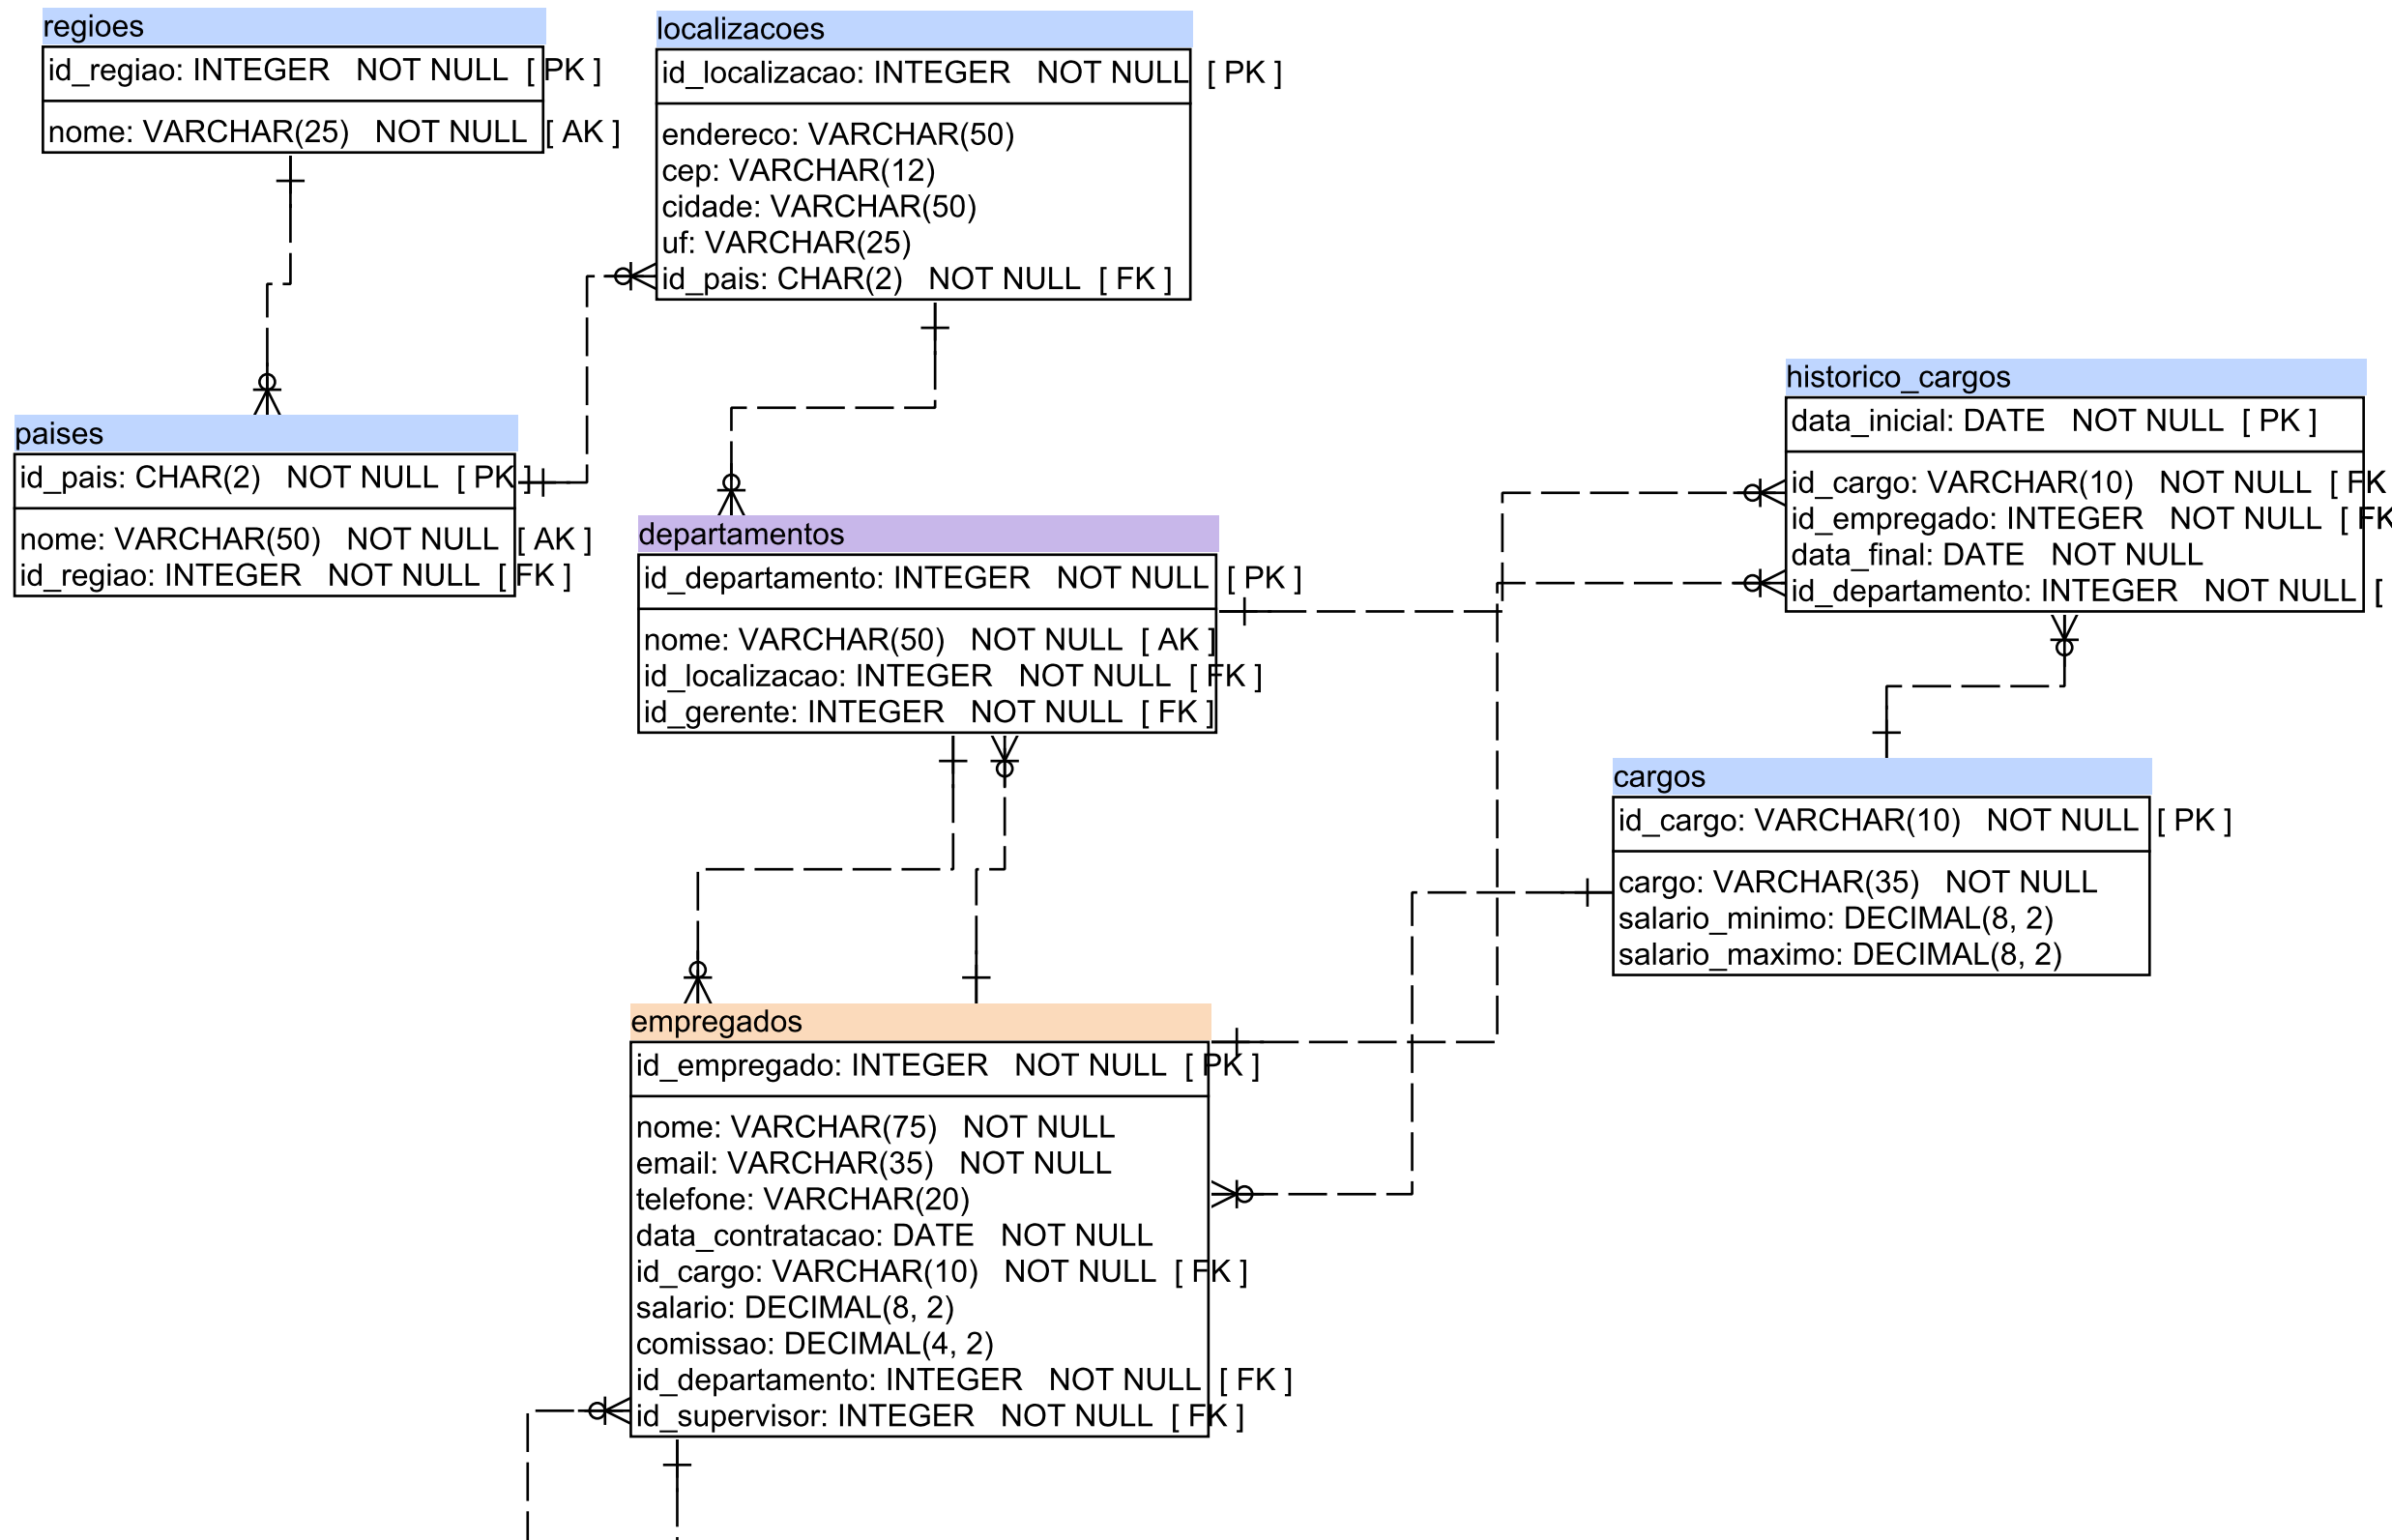 regioes
id_regiao: INTEGER   NOT NULL  [ PK ]
nome: VARCHAR(25)   NOT NULL  [ AK ]
localizacoes
id_localizacao: INTEGER   NOT NULL  [ PK ]
endereco: VARCHAR(50)
cep: VARCHAR(12)
cidade: VARCHAR(50)
uf: VARCHAR(25)
id_pais: CHAR(2)   NOT NULL  [ FK ]
paises
id_pais: CHAR(2)   NOT NULL  [ PK ]
nome: VARCHAR(50)   NOT NULL  [ AK ]
id_regiao: INTEGER   NOT NULL  [ FK ]
departamentos
id_departamento: INTEGER   NOT NULL  [ PK ]
nome: VARCHAR(50)   NOT NULL  [ AK ]
id_localizacao: INTEGER   NOT NULL  [ FK ]
id_gerente: INTEGER   NOT NULL  [ FK ]
historico_cargos
data_inicial: DATE   NOT NULL  [ PK ]
id_cargo: VARCHAR(10)   NOT NULL  [ FK
id_empregado: INTEGER   NOT NULL  [ FK
data_final: DATE   NOT NULL
id_departamento: INTEGER   NOT NULL  [
cargos
id_cargo: VARCHAR(10)   NOT NULL  [ PK ]
cargo: VARCHAR(35)   NOT NULL
salario_minimo: DECIMAL(8, 2)
salario_maximo: DECIMAL(8, 2)
empregados
id_empregado: INTEGER   NOT NULL  [ PK ]
nome: VARCHAR(75)   NOT NULL
email: VARCHAR(35)   NOT NULL
telefone: VARCHAR(20)
data_contratacao: DATE   NOT NULL
id_cargo: VARCHAR(10)   NOT NULL  [ FK ]
salario: DECIMAL(8, 2)
comissao: DECIMAL(4, 2)
id_departamento: INTEGER   NOT NULL  [ FK ]
id_supervisor: INTEGER   NOT NULL  [ FK ]